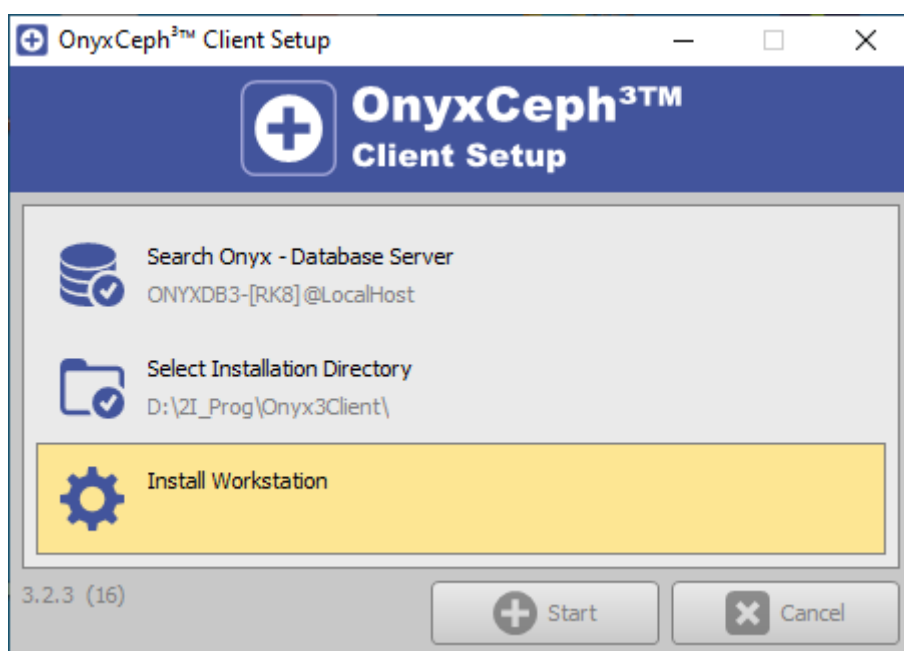 OnyxCeph³™ Client Setup
OnyxCeph³™
Client Setup
Search Onyx - Database Server
ONYXDB3-[RK8]@LocalHost
Select Installation Directory
D:\2I_Prog\Onyx3Client\
Install Workstation
3.2.3 (16)
Start
Cancel